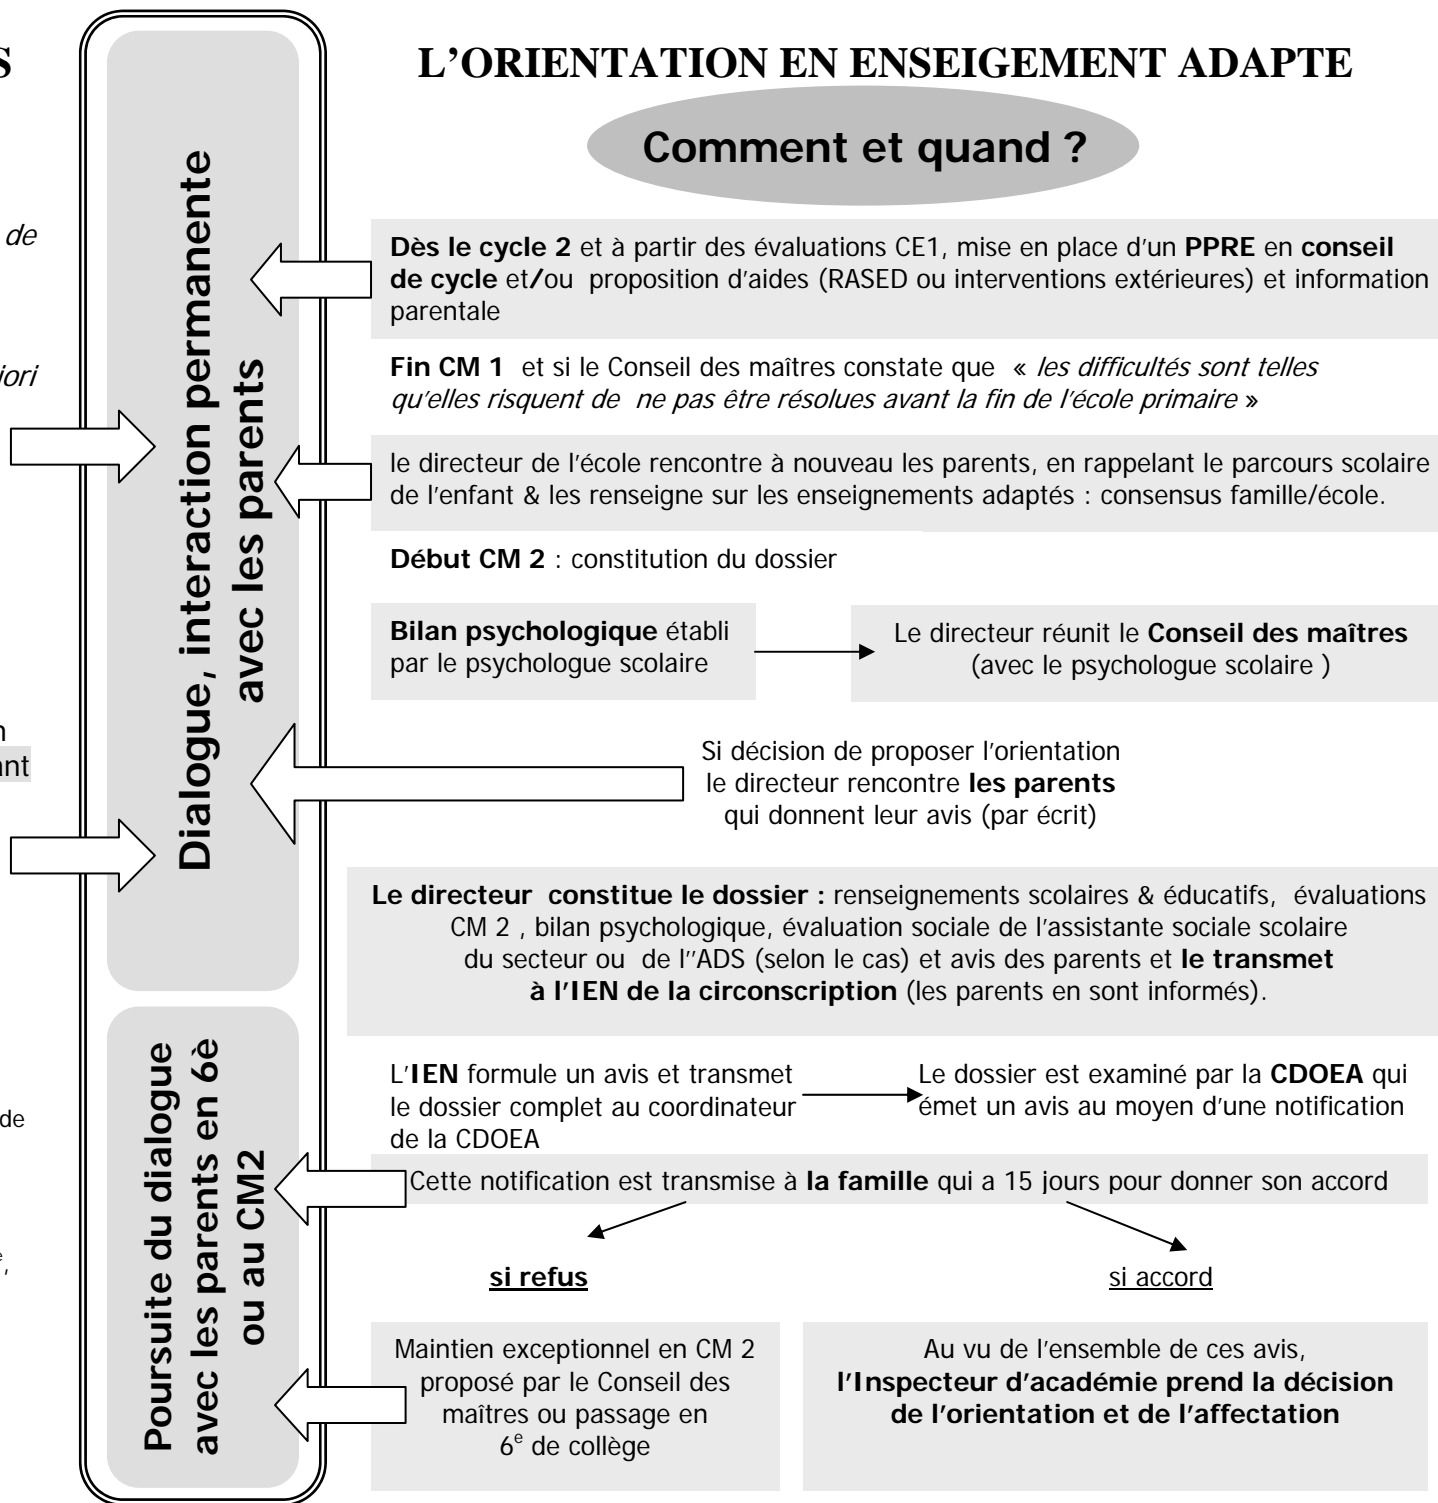 S
de
iori
n
ant
de
e,
Dialogue, interaction permanente
avec les parents
Poursuite du dialogue
avec les parents en 6è
ou au CM2
L’ORIENTATION EN ENSEIGEMENT ADAPTE
Comment et quand ?
Dès le cycle 2 et à partir des évaluations CE1, mise en place d’un PPRE en conseil
de cycle et/ou proposition d’aides (RASED ou interventions extérieures) et information
parentale
Fin CM 1 et si le Conseil des maîtres constate que « les difficultés sont telles
qu’elles risquent de ne pas être résolues avant la fin de l’école primaire »
le directeur de l’école rencontre à nouveau les parents, en rappelant le parcours scolaire
de l’enfant & les renseigne sur les enseignements adaptés : consensus famille/école.
Début CM 2 : constitution du dossier
Bilan psychologique établi
par le psychologue scolaire
Le directeur réunit le Conseil des maîtres
(avec le psychologue scolaire )
Si décision de proposer l’orientation
le directeur rencontre les parents
qui donnent leur avis (par écrit)
Le directeur constitue le dossier : renseignements scolaires & éducatifs, évaluations
CM 2 , bilan psychologique, évaluation sociale de l’assistante sociale scolaire
du secteur ou de l’'ADS (selon le cas) et avis des parents et le transmet
à l’IEN de la circonscription (les parents en sont informés).
L’IEN formule un avis et transmet
le dossier complet au coordinateur
de la CDOEA
Le dossier est examiné par la CDOEA qui
émet un avis au moyen d’une notification
Cette notification est transmise à la famille qui a 15 jours pour donner son accord
si refus
si accord
Maintien exceptionnel en CM 2
proposé par le Conseil des
maîtres ou passage en
6e de collège
Au vu de l’ensemble de ces avis,
l’Inspecteur d’académie prend la décision
de l’orientation et de l’affectation